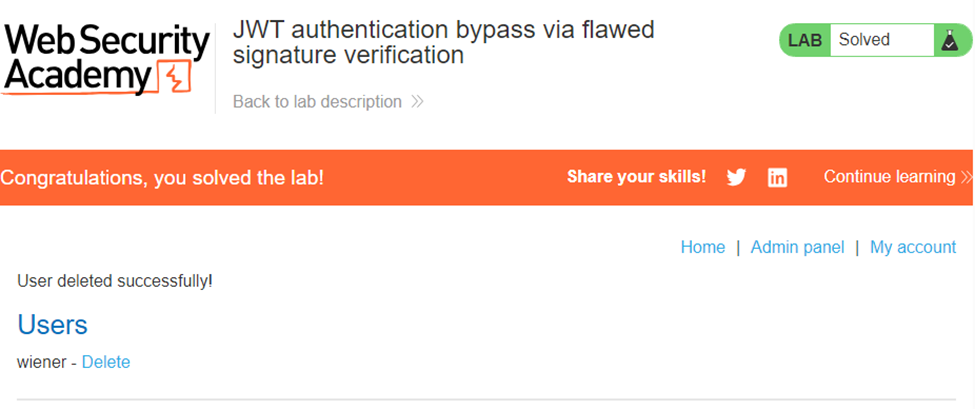 Web Security
Academy
JWT authentication bypass via flawed
signature verification
Back to lab description
LAB Solved
Congratulations, you solved the lab!
Share your skills!
Continue learning
Home | Admin panel | My account
User deleted successfully!
Users
wiener - Delete